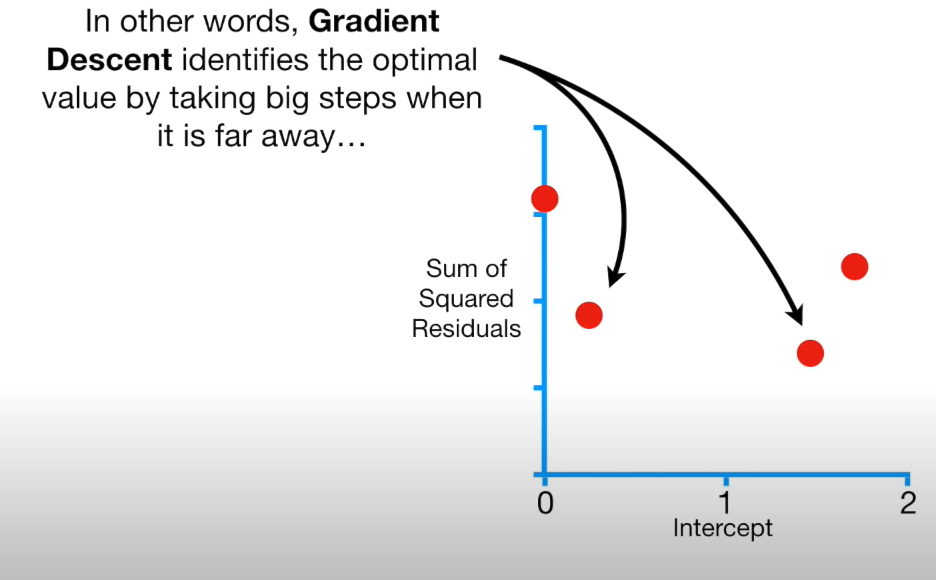 In other words, Gradient
Descent identifies the optimal
value by taking big steps when
it is far away…
Sum of
Squared
Residuals
0
1
2
Intercept